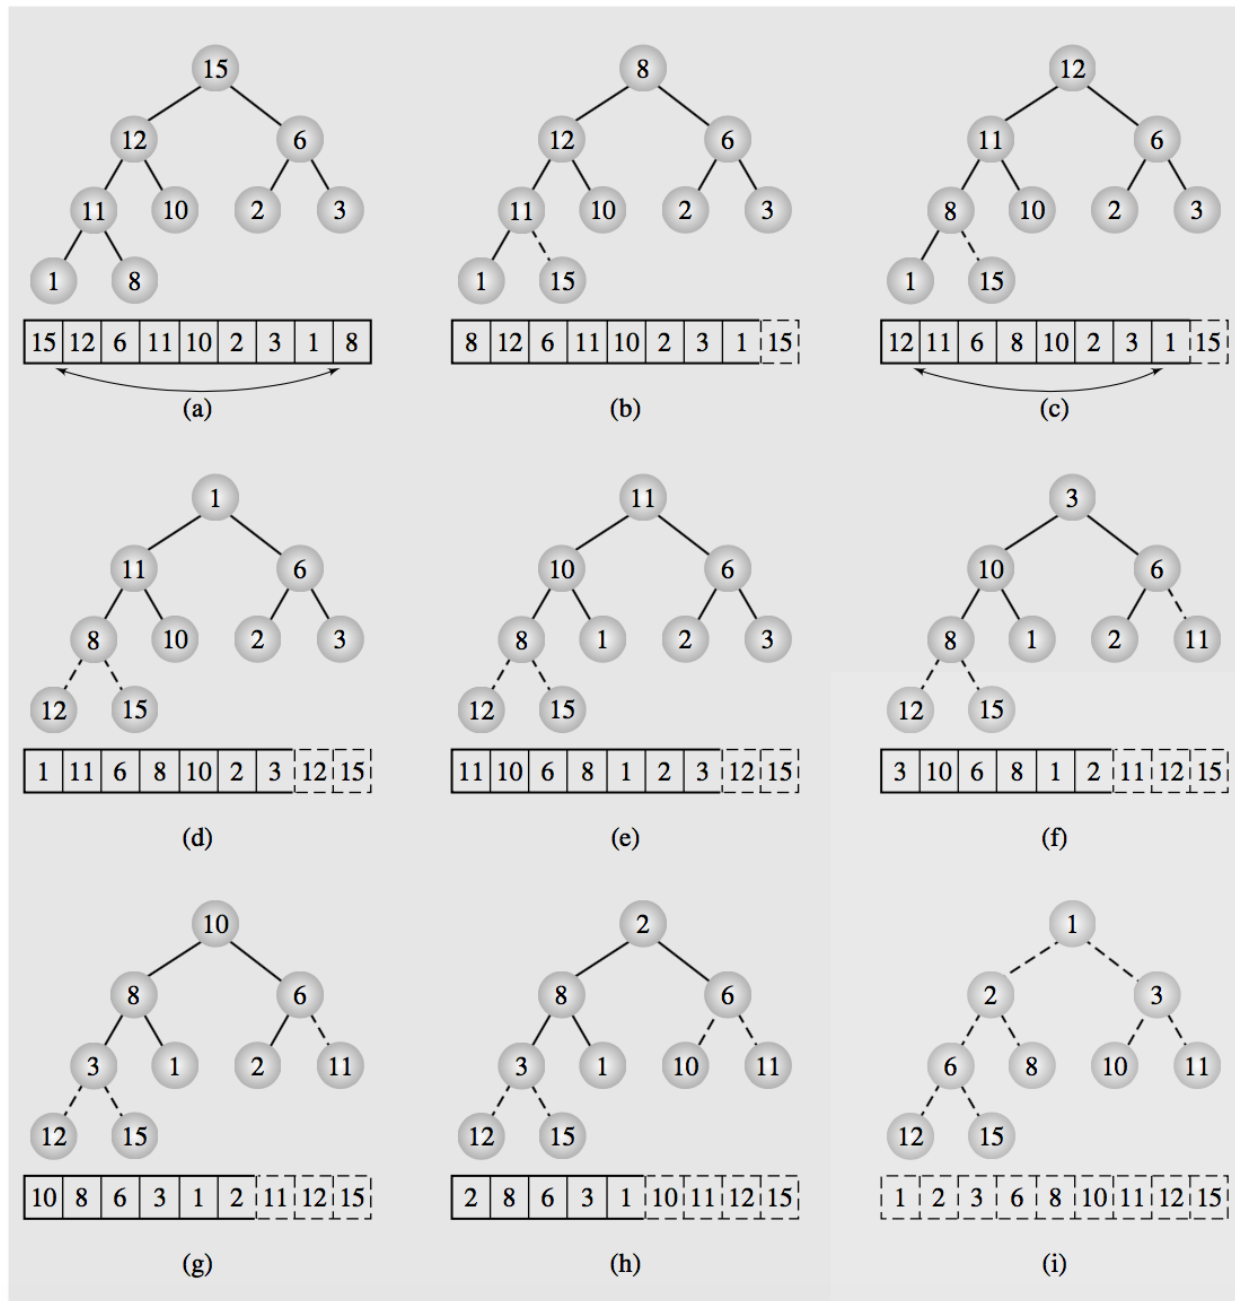 15 8 12
12 6 12 6 11 6
11 10 2 3 11 10 2 3 8 10 2 3
1 8 1 15 1 15
15 12 6 11 10 2 3 1 8
8 12 6 11 10 2 3 1 15
12 11 6 8 10 2 3 1 15
(a) (b) (c)
1 11 3
11 6 10 6 10 6
8 10 2 3 8 1 2 3 8 1 2 11
12 15 12 15 12 15
1 11 6 8 10 2 3 12 15
11 10 6 8 1 2 3 12 15
3 10 6 8 1 2 11 12 15
(d) (e) (f)
10 2 1
8 6 8 6 2 3
3 1 2 11 3 1 10 11 6 8 10 11
12 15 12 15 12 15
10 8 6 3 1 2 11 12 15
2 8 6 3 1 10 11 12 15
1 2 3 6 8 10 11 12 15
(g) (h) (i)